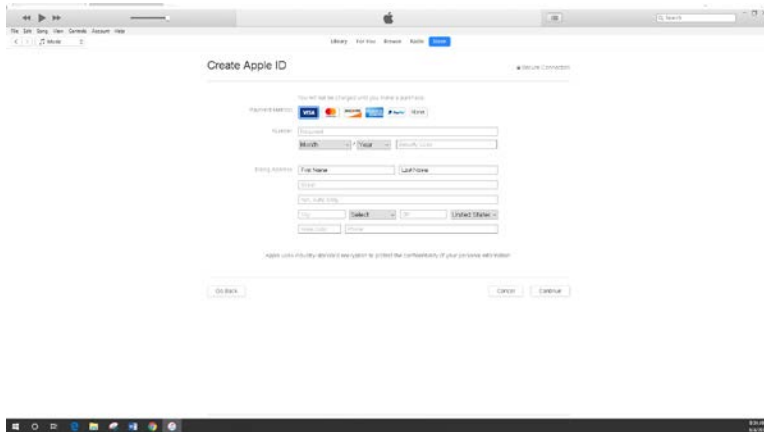 Search
File Edit Song View Controls Account Help
Music
Library For You Browse Radio Store
Create Apple ID
Secure Connection
You will not be charged until you make a purchase.
Payment Method:
VISA PayPal None
Number: Required
Month / Year Security Code
Billing Address: First Name Last Name
Street
Apt., suite, bldg.
City Select ZIP United States
Area Code Phone
Apple uses industry-standard encryption to protect the confidentiality of your personal information.
Go Back Cancel Continue